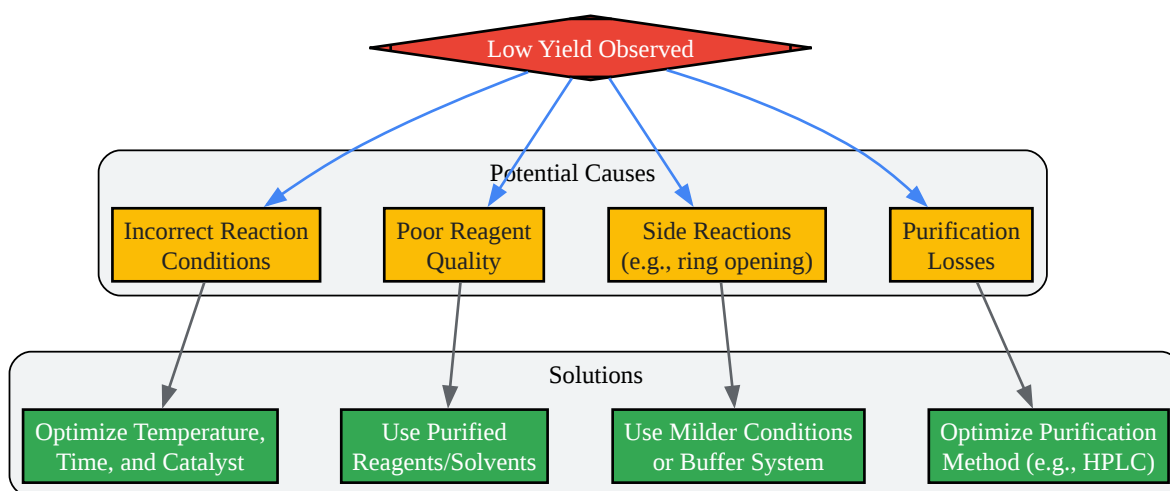 Low Yield Observed
Potential Causes
Incorrect Reaction
Conditions
Poor Reagent
Quality
Side Reactions
(e.g., ring opening)
Purification
Losses
Solutions
Optimize Temperature,
Time, and Catalyst
Use Purified
Reagents/Solvents
Use Milder Conditions
or Buffer System
Optimize Purification
Method (e.g., HPLC)